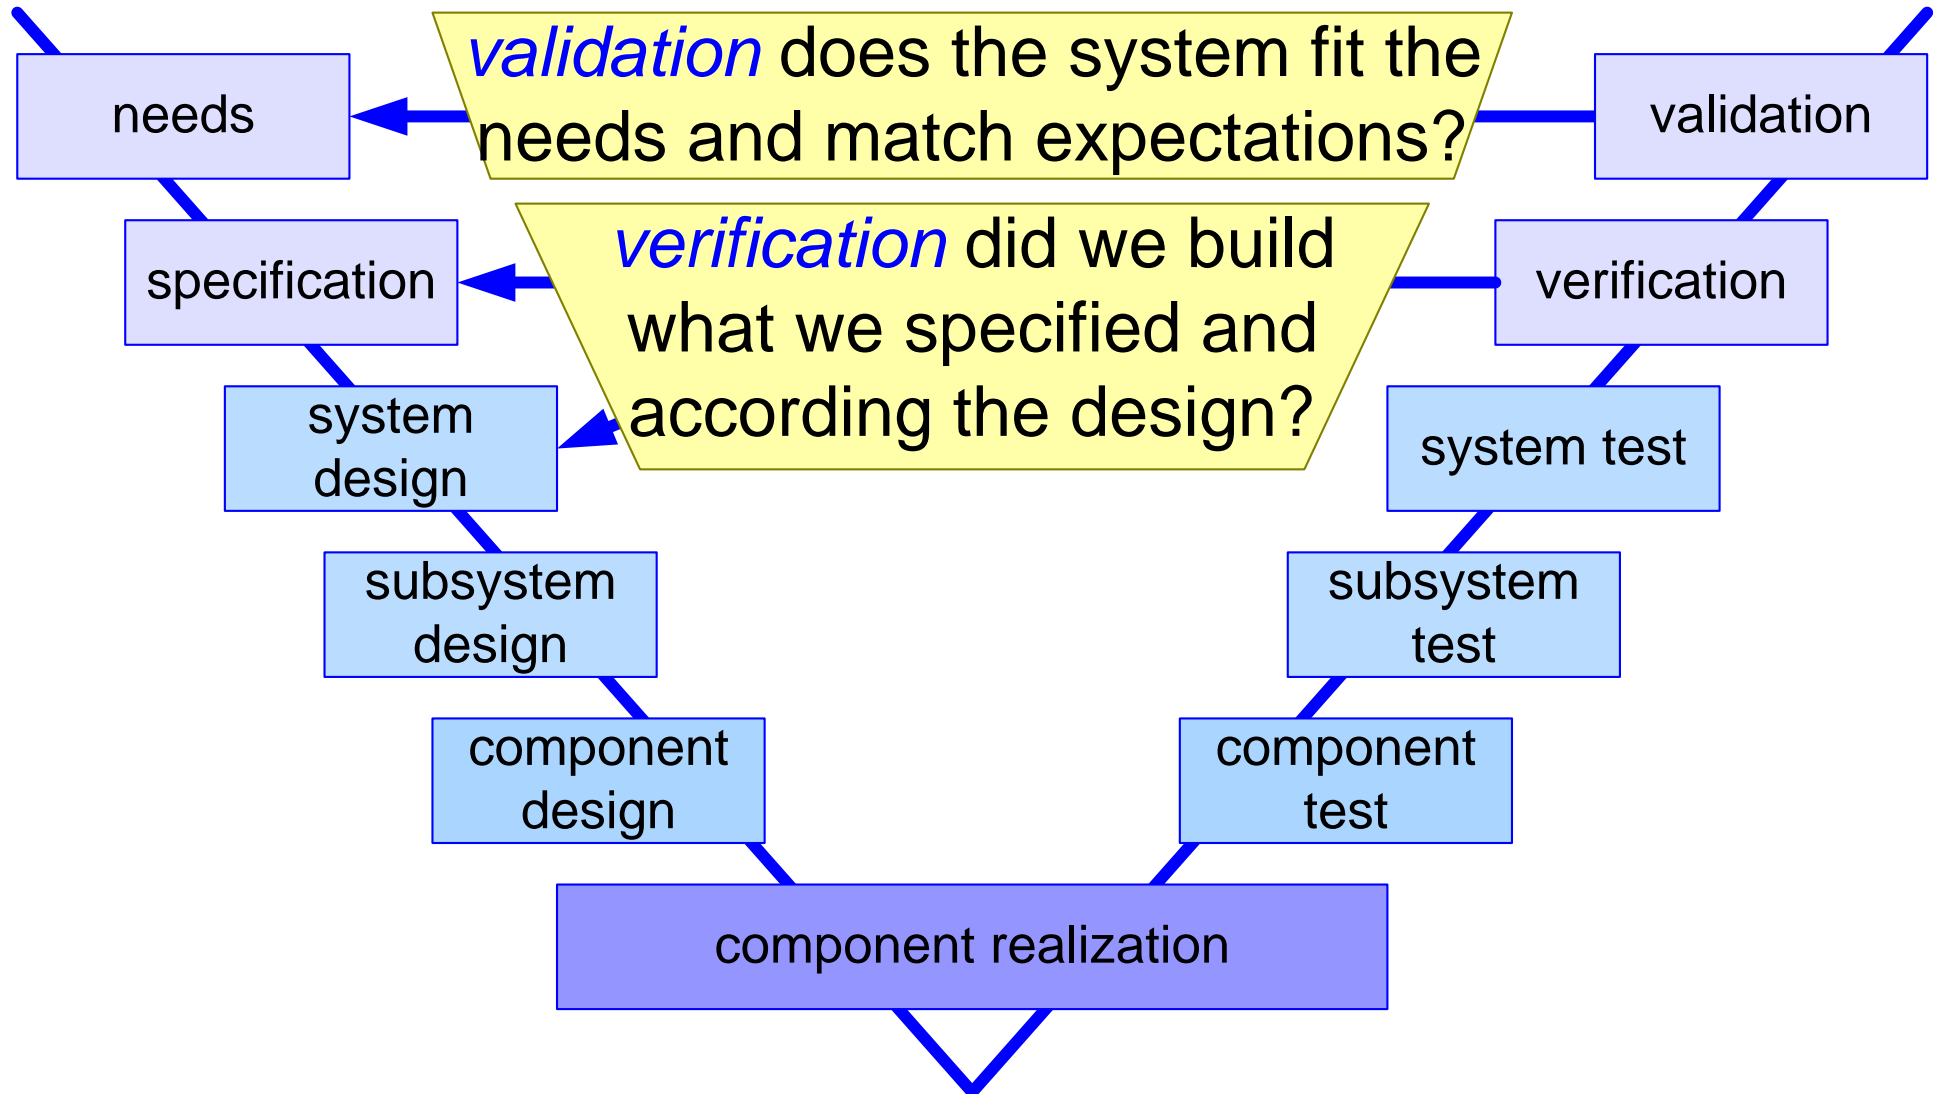 validation does the system fit the
needs and match expectations?
needs
validation
verification did we build
what we specified and
according the design?
specification
verification
system
design
system test
subsystem
design
subsystem
test
component
design
component
test
component realization